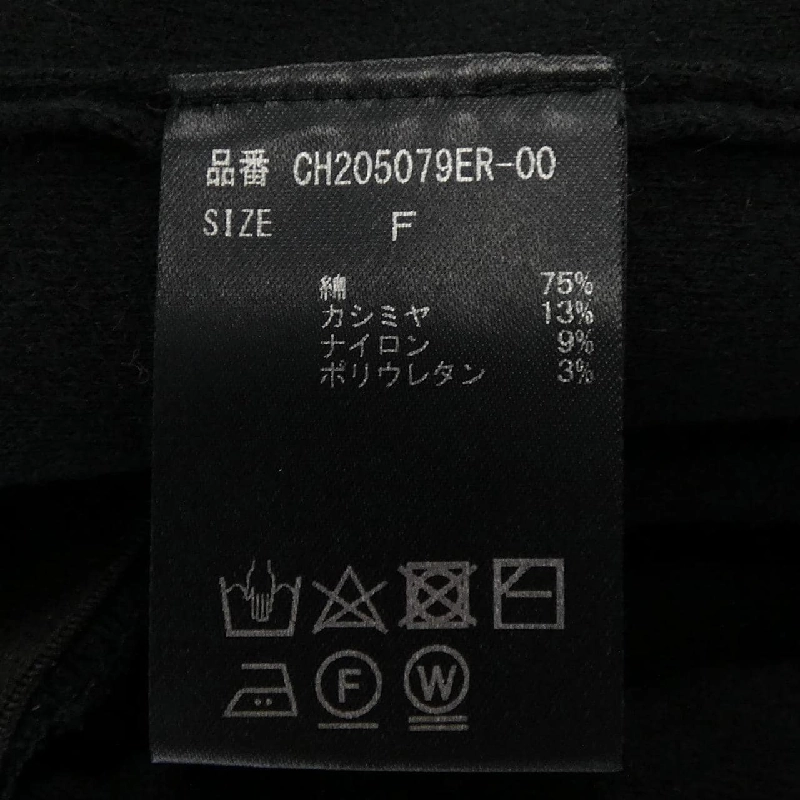 品番 CH205079ER-00
SIZE F
綿 75%
カシミヤ 13%
ナイロン 9%
ポリウレタン 3%
F W